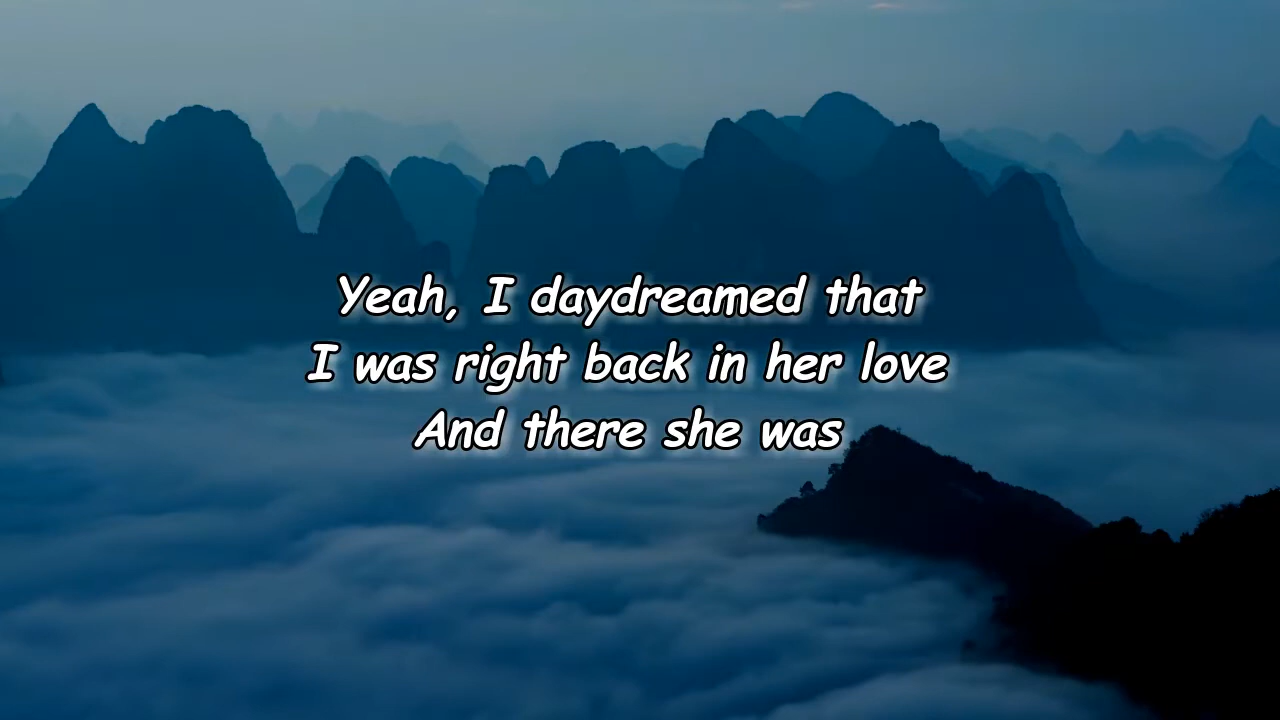 Yeah, I daydreamed that
I was right back in her love
And there she was